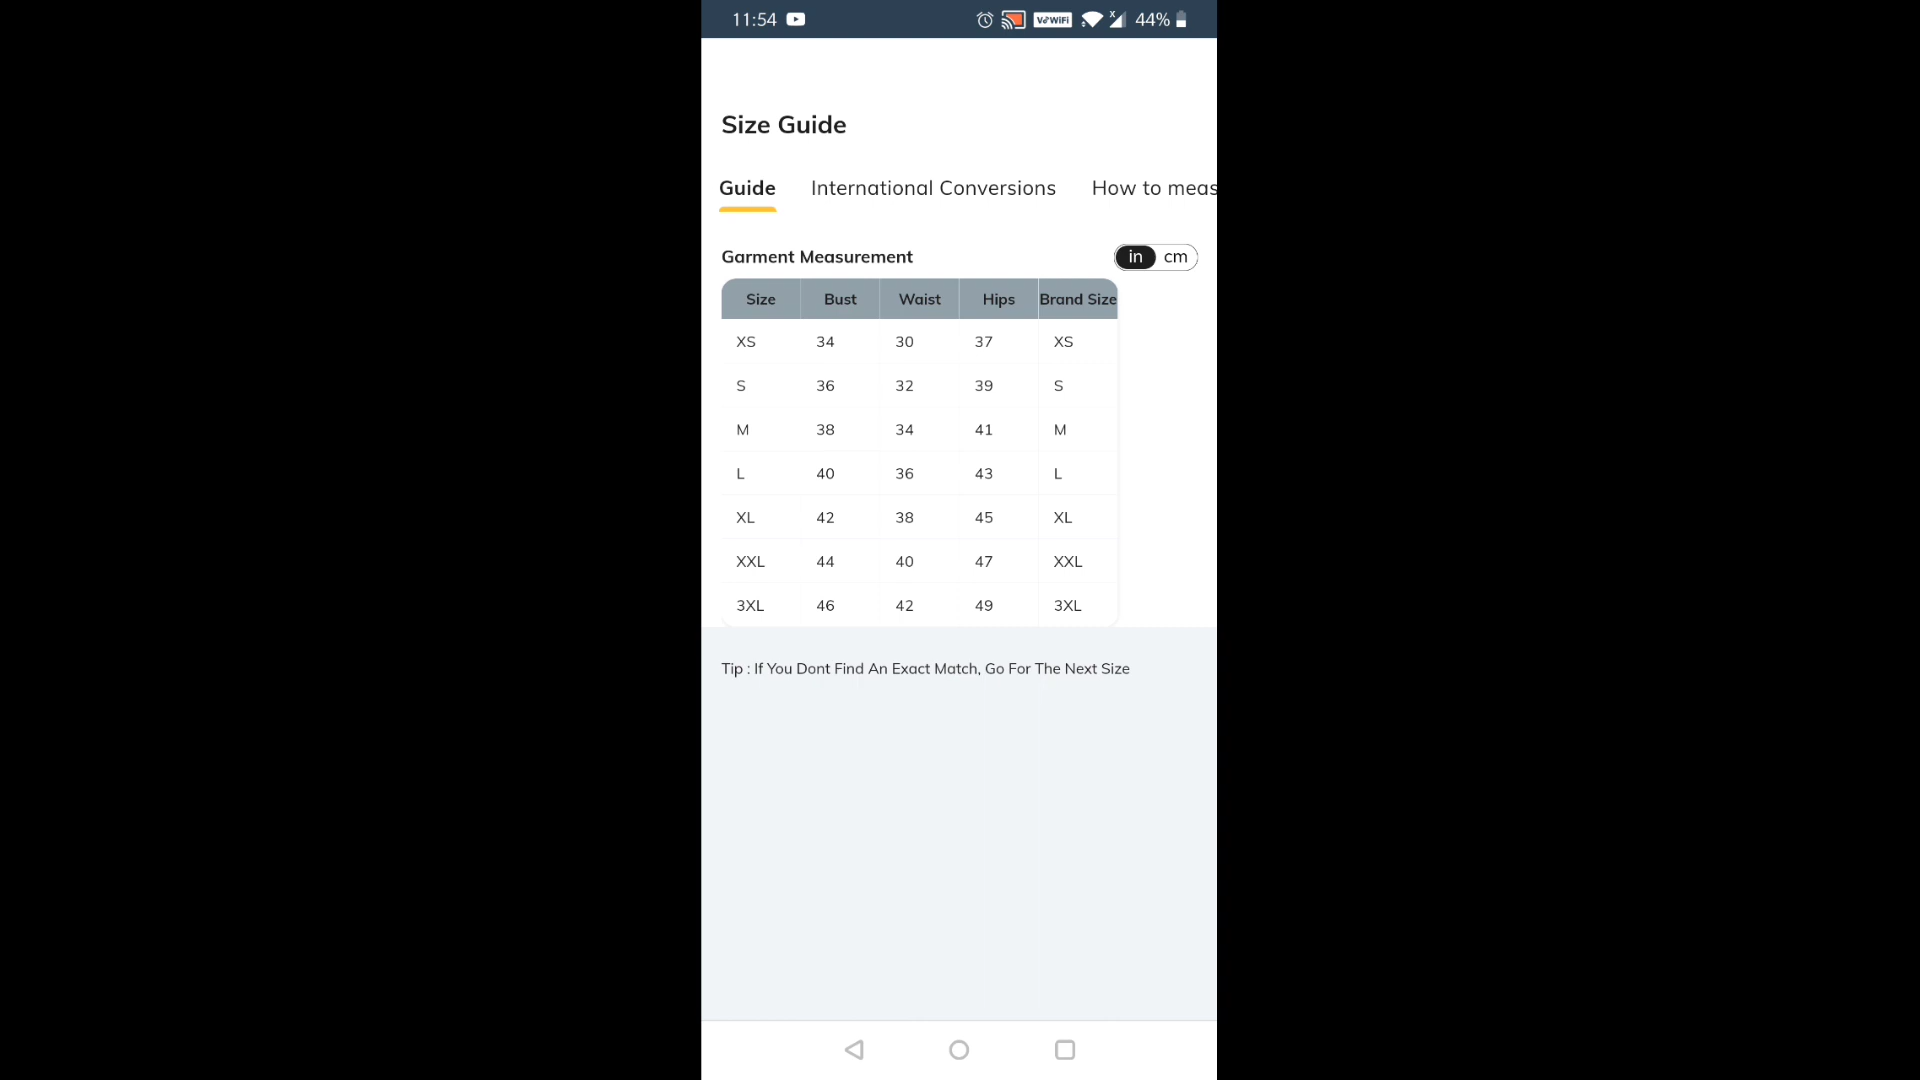 11:54 VoWiFi 44%
Size Guide
Guide International Conversions How to meas
Garment Measurement in cm
Size Bust Waist Hips Brand Size
XS 34 30 37 XS
S 36 32 39 S
M 38 34 41 M
L 40 36 43 L
XL 42 38 45 XL
XXL 44 40 47 XXL
3XL 46 42 49 3XL
Tip : If You Dont Find An Exact Match, Go For The Next Size